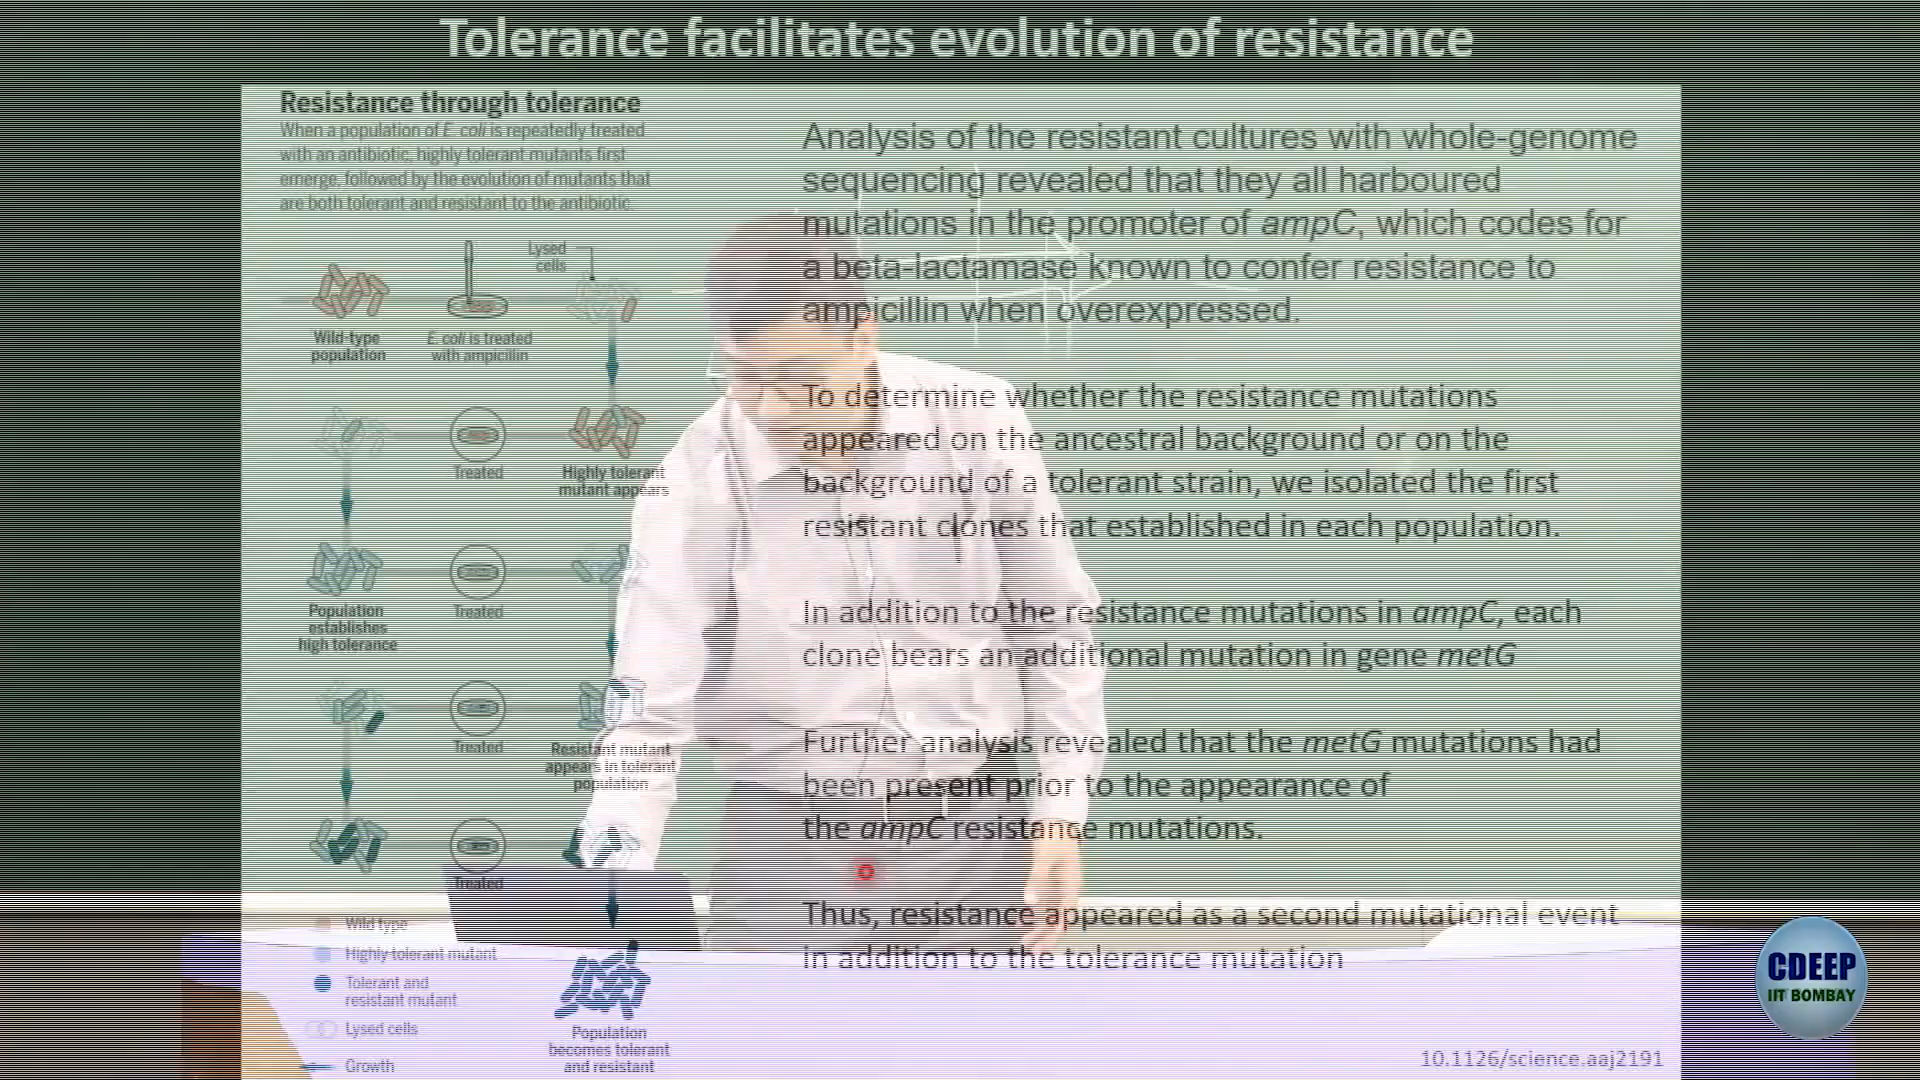 Tolerance facilitates evolution of resistance
Resistance through tolerance
When a population of E. coli is repeatedly treated
with an antibiotic, highly tolerant mutants first
emerge, followed by the evolution of mutants that
are both tolerant and resistant to the antibiotic.
Lysed
cells
Wild-type
population
E. coli is treated
with ampicillin
Treated
Highly tolerant
mutant appears
Population
establishes
high tolerance
Treated
Treated
Resistant mutant
appears in tolerant
population
Treated
Wild type
Highly tolerant mutant
Tolerant and
resistant mutant
Lysed cells
Growth
Population
becomes tolerant
and resistant
Analysis of the resistant cultures with whole-genome
sequencing revealed that they all harboured
mutations in the promoter of ampC, which codes for
a beta-lactamase known to confer resistance to
ampicillin when overexpressed.
To determine whether the resistance mutations
appeared on the ancestral background or on the
background of a tolerant strain, we isolated the first
resistant clones that established in each population.
In addition to the resistance mutations in ampC, each
clone bears an additional mutation in gene metG
Further analysis revealed that the metG mutations had
been present prior to the appearance of
the ampC resistance mutations.
Thus, resistance appeared as a second mutational event
in addition to the tolerance mutation
10.1126/science.aaj2191
CDEEP
IIT BOMBAY